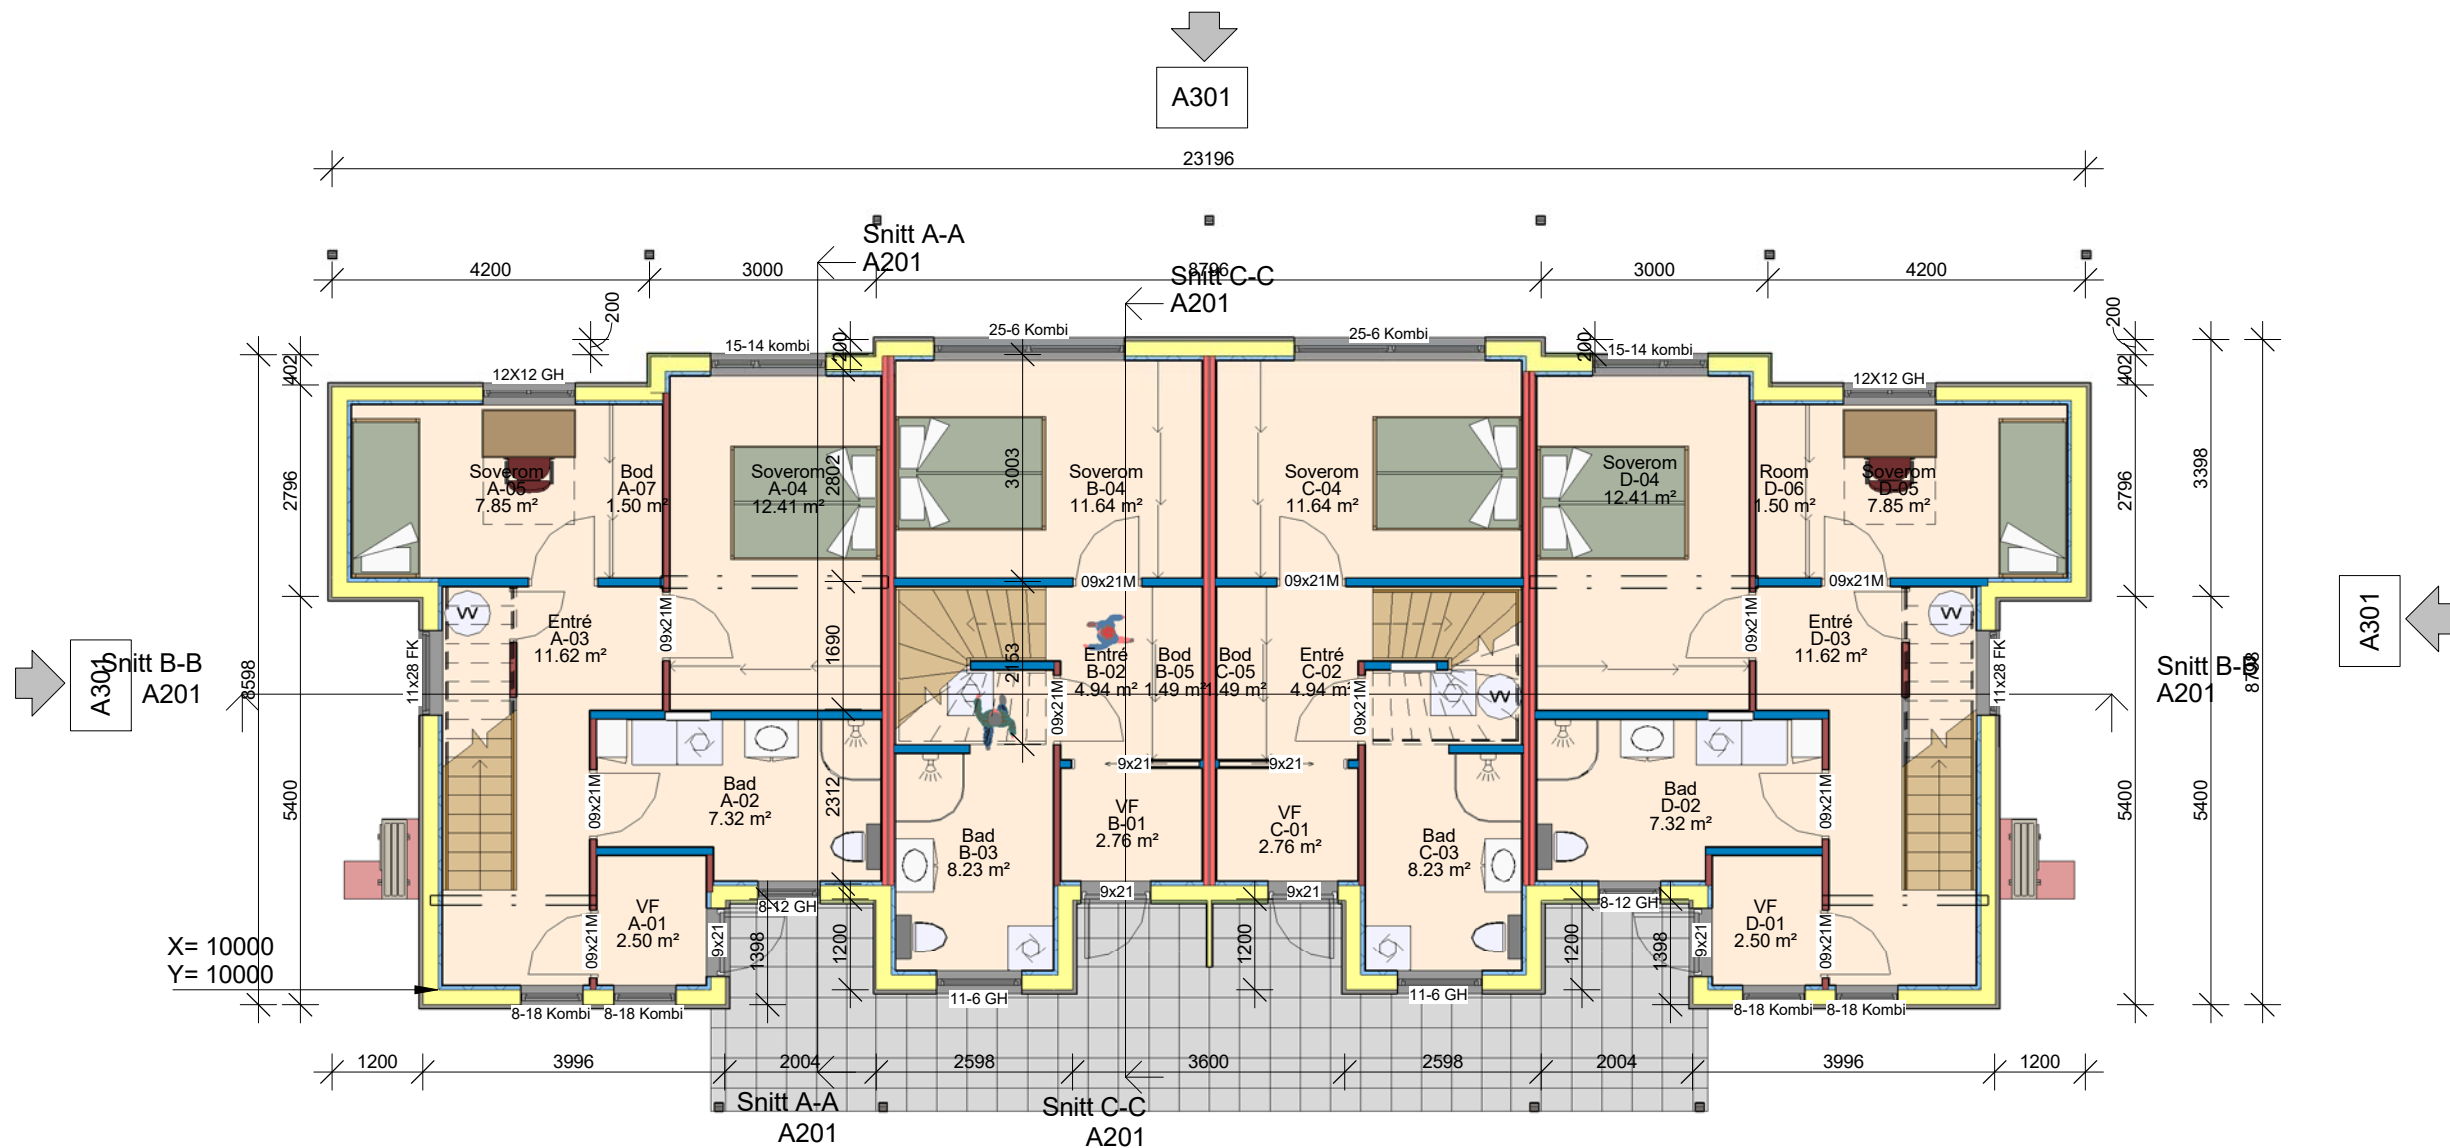 A301
23196
Snitt A-A
A201
4200
3000
8796
3000
4200
Snitt C-C
A201
200
200
25-6 Kombi
25-6 Kombi
15-14 kombi
200
200
15-14 kombi
402
402
12X12 GH
12X12 GH
2796
2802
3003
2796
3398
Soverom
A-05
7.85 m²
Bod
A-07
1.50 m²
Soverom
A-04
12.41 m²
Soverom
B-04
11.64 m²
Soverom
C-04
11.64 m²
Soverom
D-04
12.41 m²
Room
D-06
1.50 m²
Soverom
D-05
7.85 m²
09x21M
09x21M
09x21M
W
W
W
Entré
A-03
11.62 m²
09x21M
1690
2153
Entré
B-02
4.94 m²
Bod
B-05
1.49 m²
Bod
C-05
1.49 m²
Entré
C-02
4.94 m²
09x21M
Entré
D-03
11.62 m²
A301
Snitt B-B
A201
8598
11x28 FK
09x21M
09x21M
11x28 FK
Snitt B-B
A201
8798
A301
9x21
9x21
5400
09x21M
Bad
A-02
7.32 m²
2312
Bad
B-03
8.23 m²
VF
B-01
2.76 m²
VF
C-01
2.76 m²
Bad
C-03
8.23 m²
Bad
D-02
7.32 m²
09x21M
5400
5400
9x21
9x21
8-12 GH
8-12 GH
VF
A-01
2.50 m²
VF
D-01
2.50 m²
09x21M
9x21
1398
1200
1200
1200
1398
9x21
09x21M
X= 10000
Y= 10000
11-6 GH
11-6 GH
8-18 Kombi
8-18 Kombi
8-18 Kombi
8-18 Kombi
1200
3996
2004
2598
3600
2598
2004
3996
1200
Snitt A-A
A201
Snitt C-C
A201